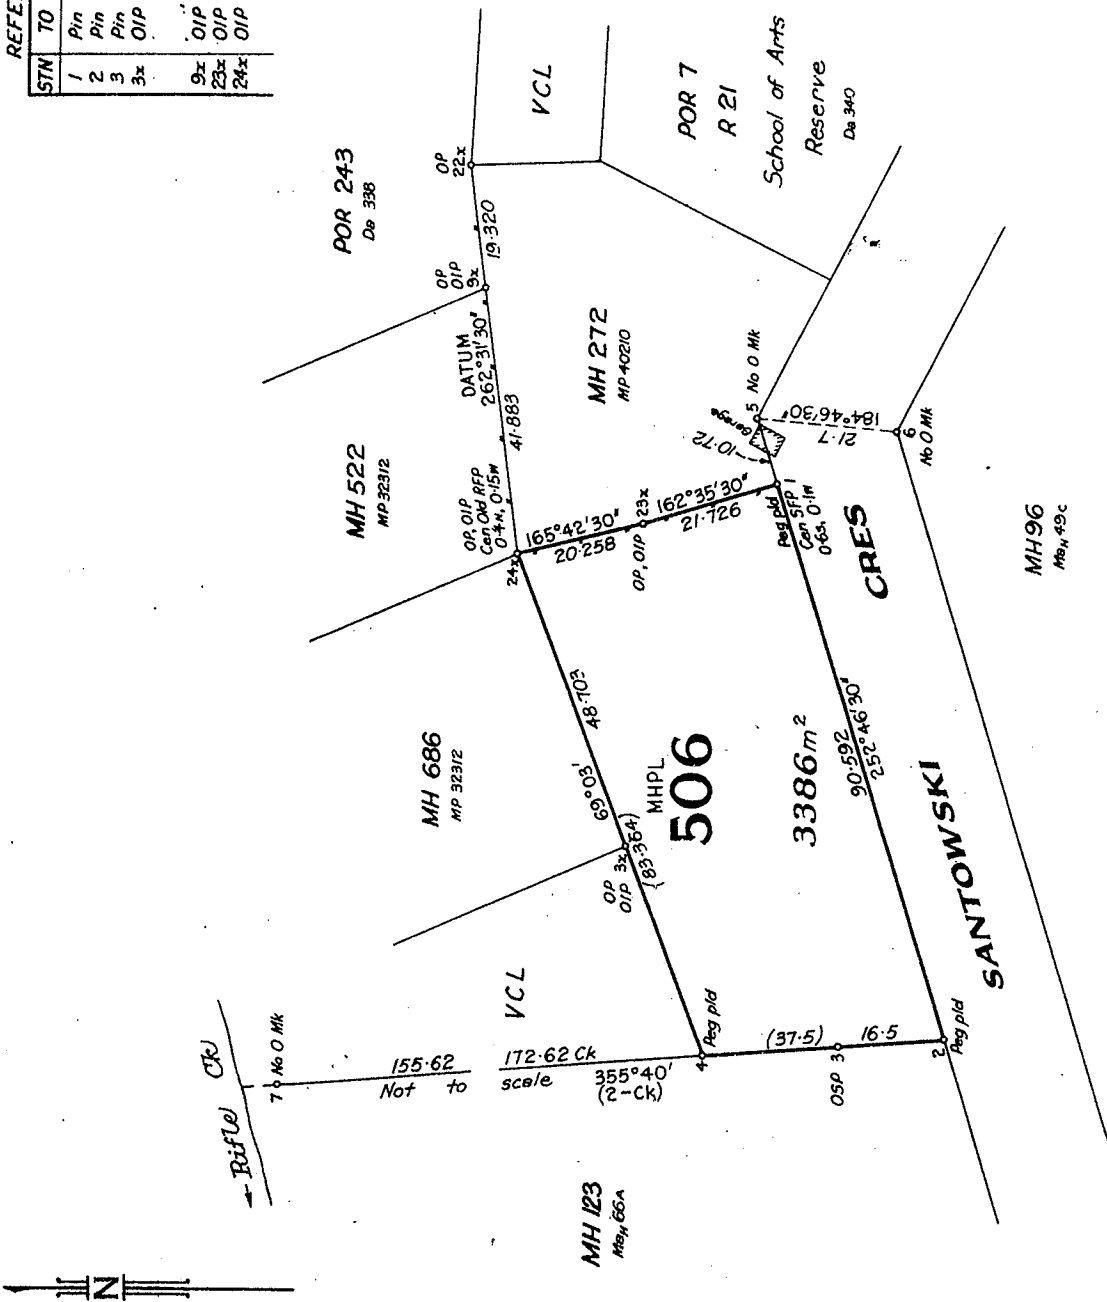 REFE
STN TO
1 Pin
2 Pin
3 Pin
3x OIP
9x OIP
23x OIP
24x OIP
N
Rifle Ck
7 No O Mk
155·62
Not to
172·62 Ck
scale
355°40'
(2-Ck)
VCL
MH 123
4 Peg pld
(37·5)
OSP 3
16·5
2 Peg pld
MH 686
MP 32312
OP
OIP 3x
69°03'
(83·364)
48·703
MHPL
506
3386m²
90·592
252°46'30"
SANTOWSKI
CRES
MH 522
MP 32312
OP, OIP
Cen Old RFP
0·4N, 0·15W
24x
165°42'30"
20·258
OP, OIP 23x
162°35'30"
21·726
Peg pld 1
Cen SFP
0·6S, 0·1W
DATUM
262°31'30"
41·883
OP
OIP
9x
19·320
OP
22x
POR 243
Da 338
VCL
MH 272
MP 40210
10·72
Garage
5 No O Mk
184°46'30"
21·7
6
No O Mk
POR 7
R 21
School of Arts
Reserve
Da 340
MH 96